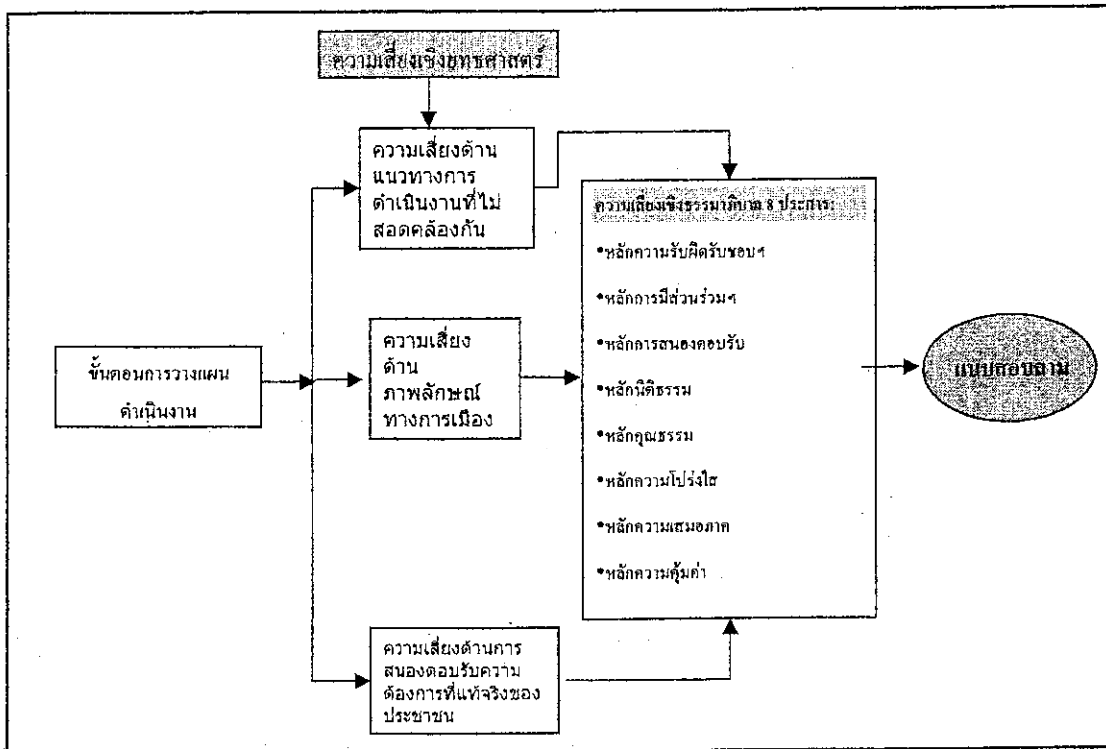 ความเสี่ยงเชิงยุทธศาสตร์
ความเสี่ยงด้าน
แนวทางการ
ดำเนินงานที่ไม่
สอดคล้องกัน
ขั้นตอนการวางแผน
ดำเนินงาน
ความเสี่ยง
ด้าน
ภาพลักษณ์
ทางการเมือง
ความเสี่ยงด้านการ
สนองตอบรับความ
ต้องการที่แท้จริงของ
ประชาชน
ความเสี่ยงเชิงธรรมาภิบาล 8 ประการ:
*หลักความรับผิดรับชอบฯ
*หลักการมีส่วนร่วมฯ
*หลักการสนองตอบรับ
*หลักนิติธรรม
*หลักคุณธรรม
*หลักความโปร่งใส
*หลักความเสมอภาค
*หลักความคุ้มค่า
แบบสอบถาม